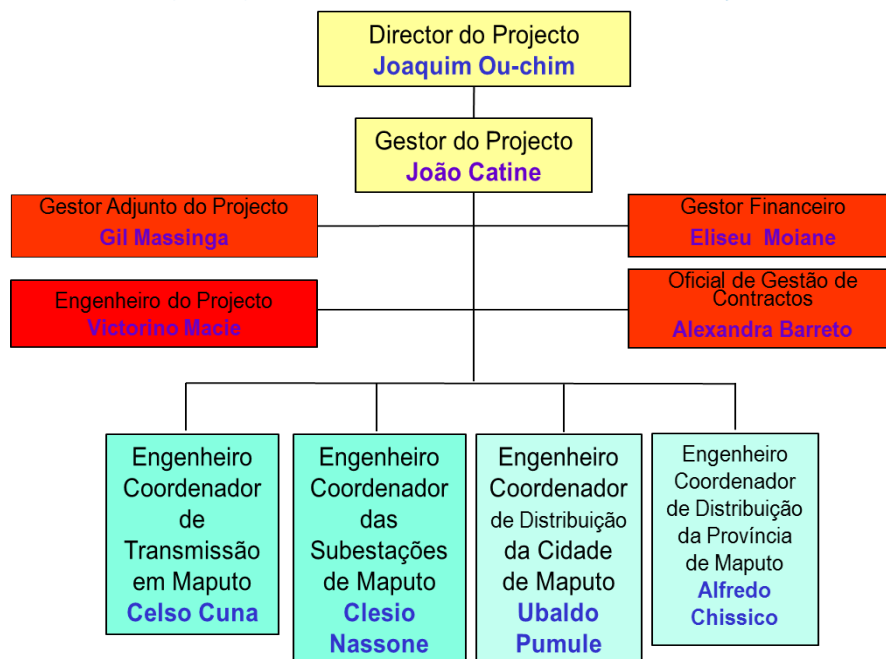 Director do Projecto
Joaquim Ou-chim
Gestor do Projecto
João Catine
Gestor Adjunto do Projecto
Gil Massinga
Gestor Financeiro
Eliseu Moiane
Engenheiro do Projecto
Victorino Macie
Oficial de Gestão de
Contractos
Alexandra Barreto
Engenheiro
Coordenador
de
Transmissão
em Maputo
Celso Cuna
Engenheiro
Coordenador
das
Subestações
de Maputo
Clesio
Nassone
Engenheiro
Coordenador
de Distribuição
da Cidade
de Maputo
Ubaldo
Pumule
Engenheiro
Coordenador
de Distribuição
da Província
de Maputo
Alfredo
Chissico